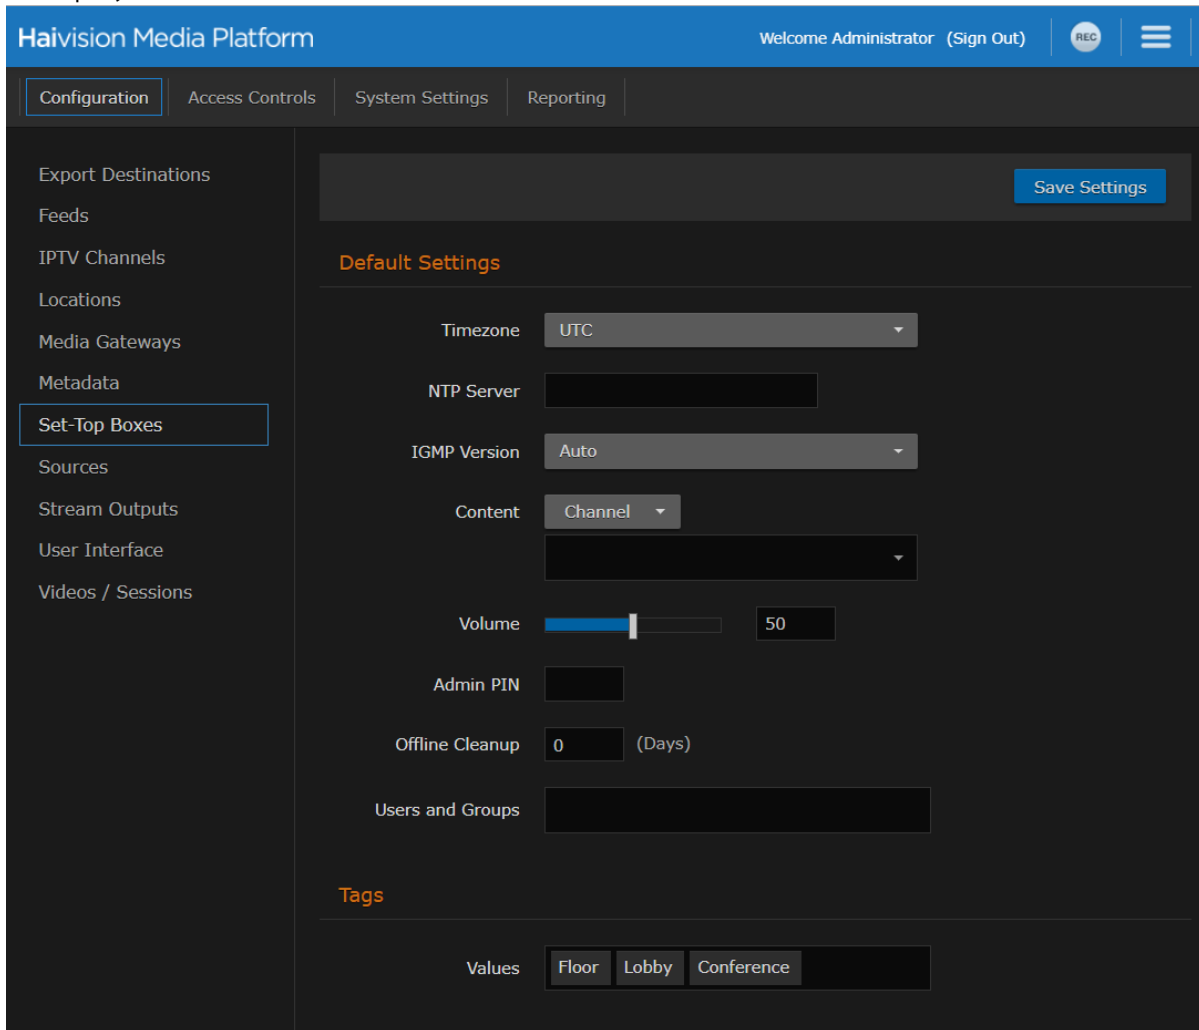 Haivision Media Platform
Welcome Administrator (Sign Out)
REC
Configuration
Access Controls
System Settings
Reporting
Export Destinations
Feeds
IPTV Channels
Locations
Media Gateways
Metadata
Set-Top Boxes
Sources
Stream Outputs
User Interface
Videos / Sessions
Save Settings
Default Settings
Timezone UTC
NTP Server
IGMP Version Auto
Content Channel
Volume 50
Admin PIN
Offline Cleanup 0 (Days)
Users and Groups
Tags
Values Floor Lobby Conference